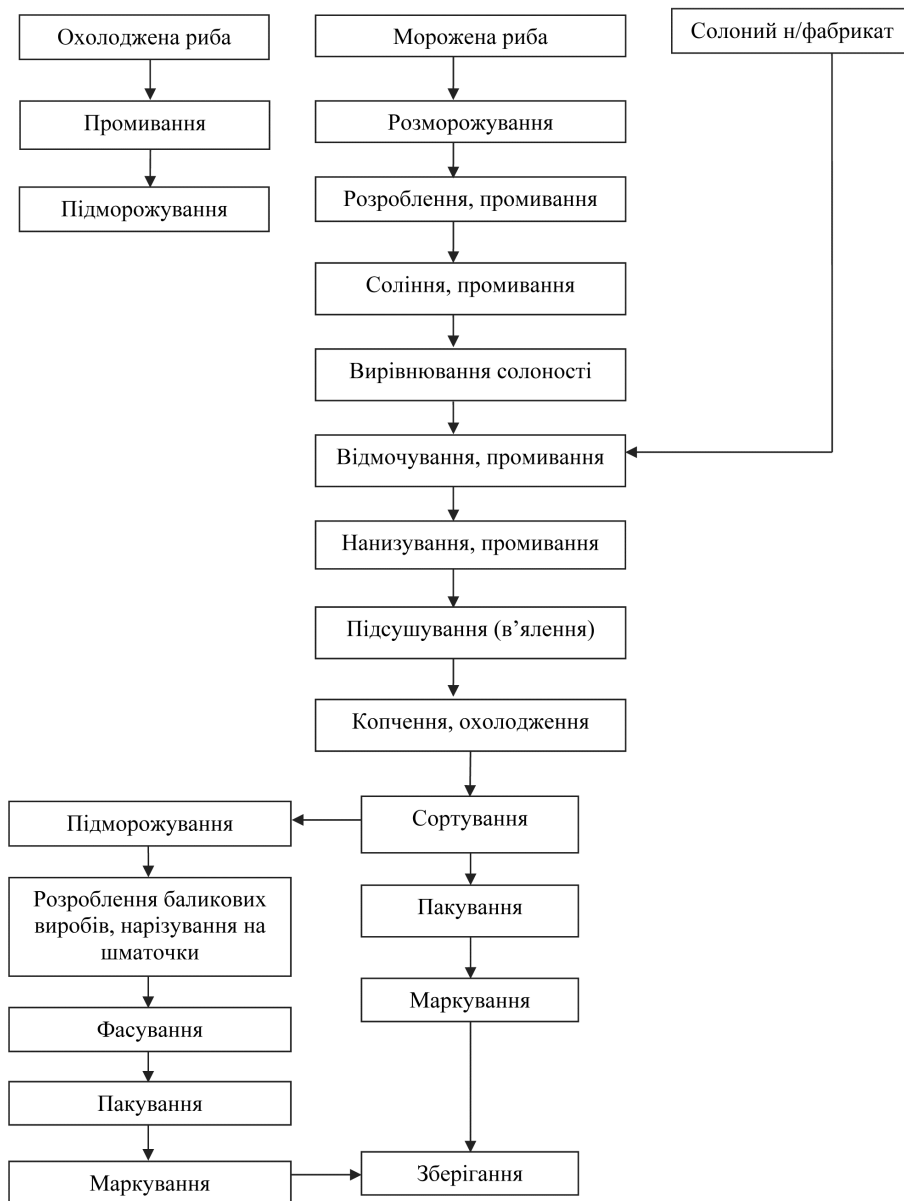 Охолоджена риба
Морожена риба
Солоний н/фабрикат
Промивання
Розморожування
Підморожування
Розроблення, промивання
Соління, промивання
Вирівнювання солоності
Відмочування, промивання
Нанизування, промивання
Підсушування (в’ялення)
Копчення, охолодження
Підморожування
Сортування
Розроблення баликових
виробів, нарізування на
шматочки
Пакування
Фасування
Маркування
Пакування
Маркування
Зберігання